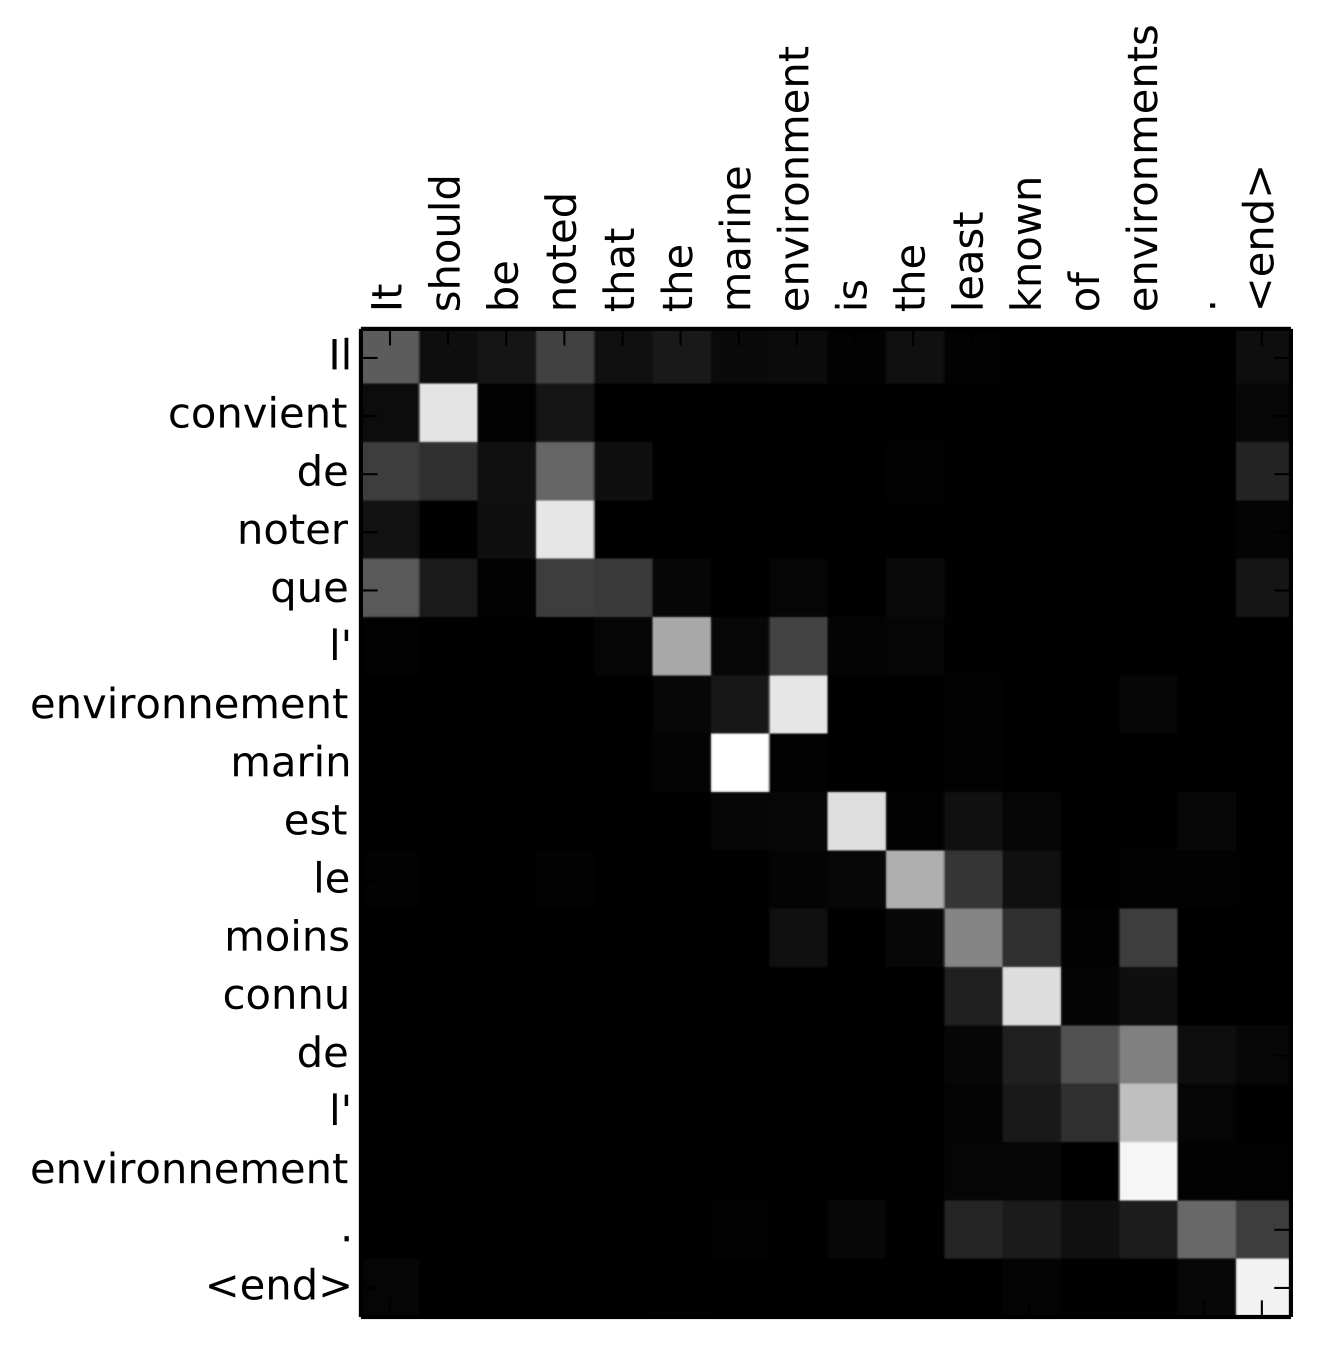 It
should
be
noted
that
the
marine
environment
is
the
least
known
of
environments
.
<end>
Il
convient
de
noter
que
l'
environnement
marin
est
le
moins
connu
de
l'
environnement
.
<end>